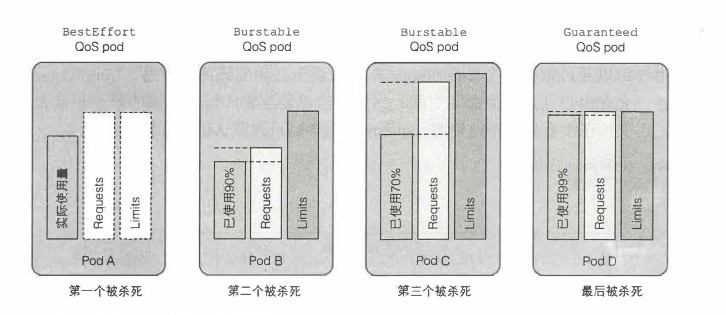 BestEffort
QoS pod
实际使用量
Requests
Limits
Pod A
第一个被杀死
Burstable
QoS pod
已使用90%
Requests
Limits
Pod B
第二个被杀死
Burstable
QoS pod
已使用70%
Requests
Limits
Pod C
第三个被杀死
Guaranteed
QoS pod
已使用99%
Requests
Limits
Pod D
最后被杀死